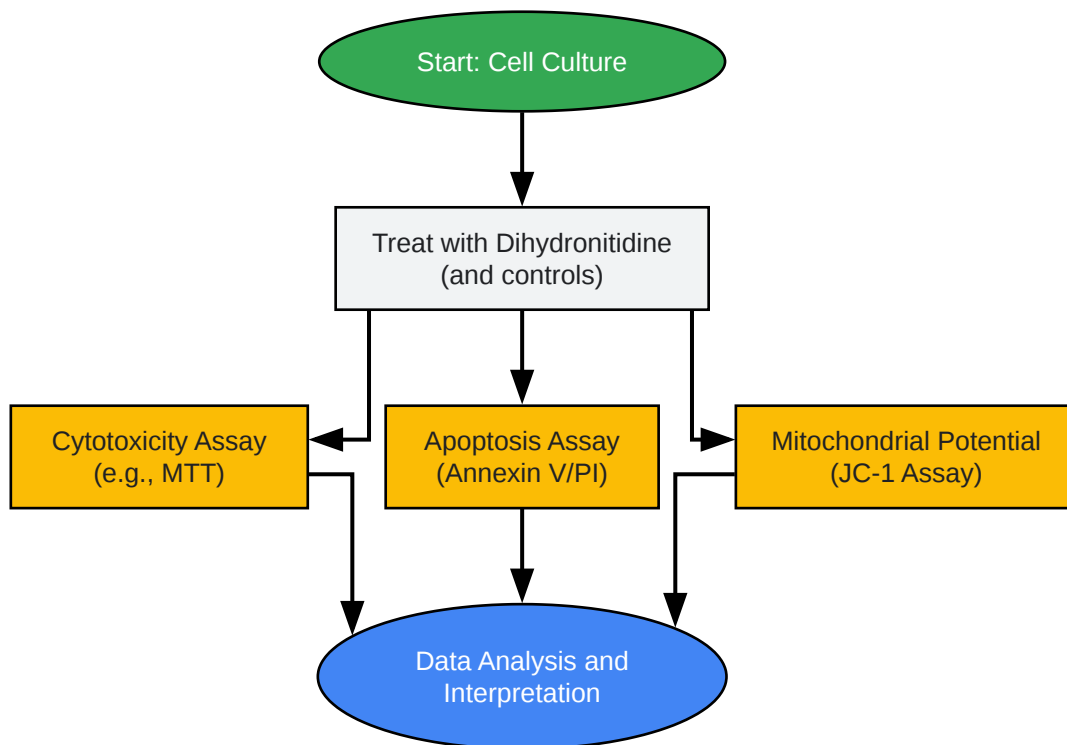 Start: Cell Culture
Treat with Dihydronitidine
(and controls)
Cytotoxicity Assay
(e.g., MTT)
Apoptosis Assay
(Annexin V/PI)
Mitochondrial Potential
(JC-1 Assay)
Data Analysis and
Interpretation